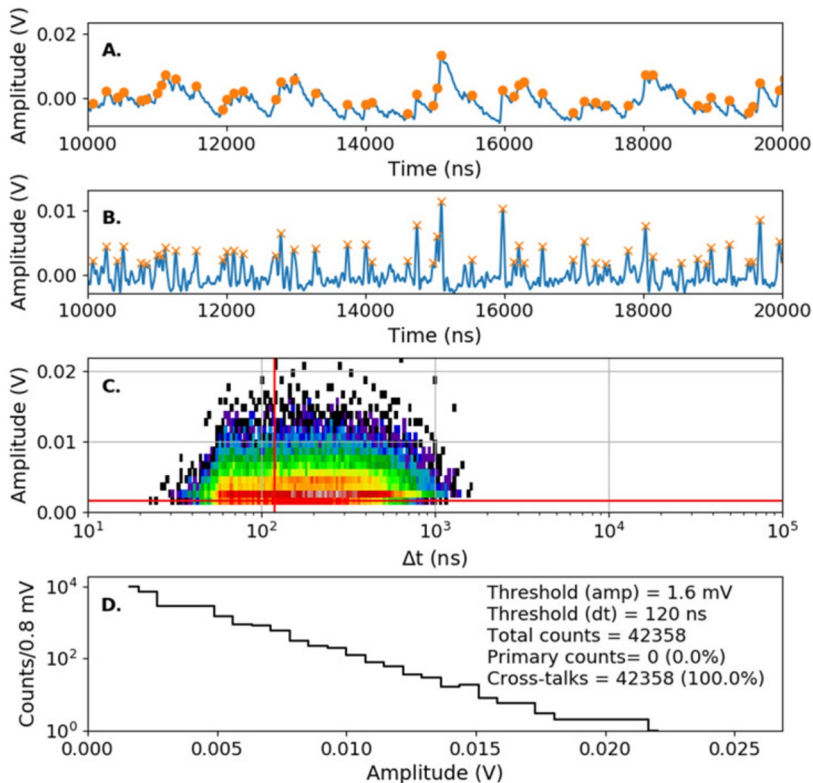 0.02
A.
0.00
Amplitude (V)
10000 12000 14000 16000 18000 20000
Time (ns)
0.01
B.
0.00
Amplitude (V)
10000 12000 14000 16000 18000 20000
Time (ns)
0.02
C.
0.01
0.00
Amplitude (V)
10¹ 10² 10³ 10⁴ 10⁵
Δt (ns)
10⁴
D.
10²
10⁰
Counts/0.8 mV
Threshold (amp) = 1.6 mV
Threshold (dt) = 120 ns
Total counts = 42358
Primary counts= 0 (0.0%)
Cross-talks = 42358 (100.0%)
0.000 0.005 0.010 0.015 0.020 0.025
Amplitude (V)